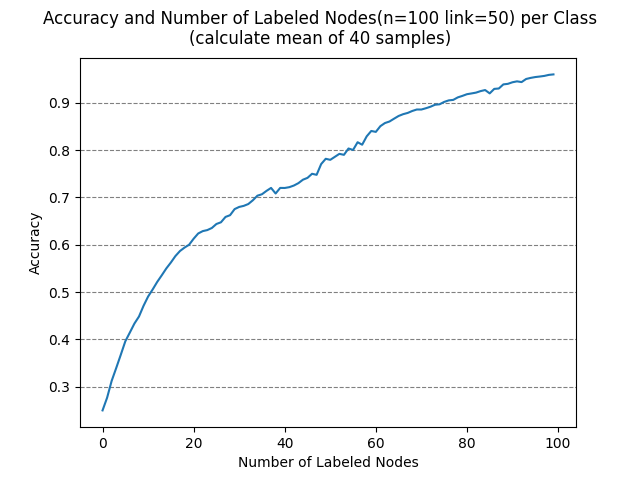 Accuracy and Number of Labeled Nodes(n=100 link=50) per Class
(calculate mean of 40 samples)
0.9
0.8
0.7
0.6
0.5
0.4
0.3
Accuracy
0 20 40 60 80 100
Number of Labeled Nodes